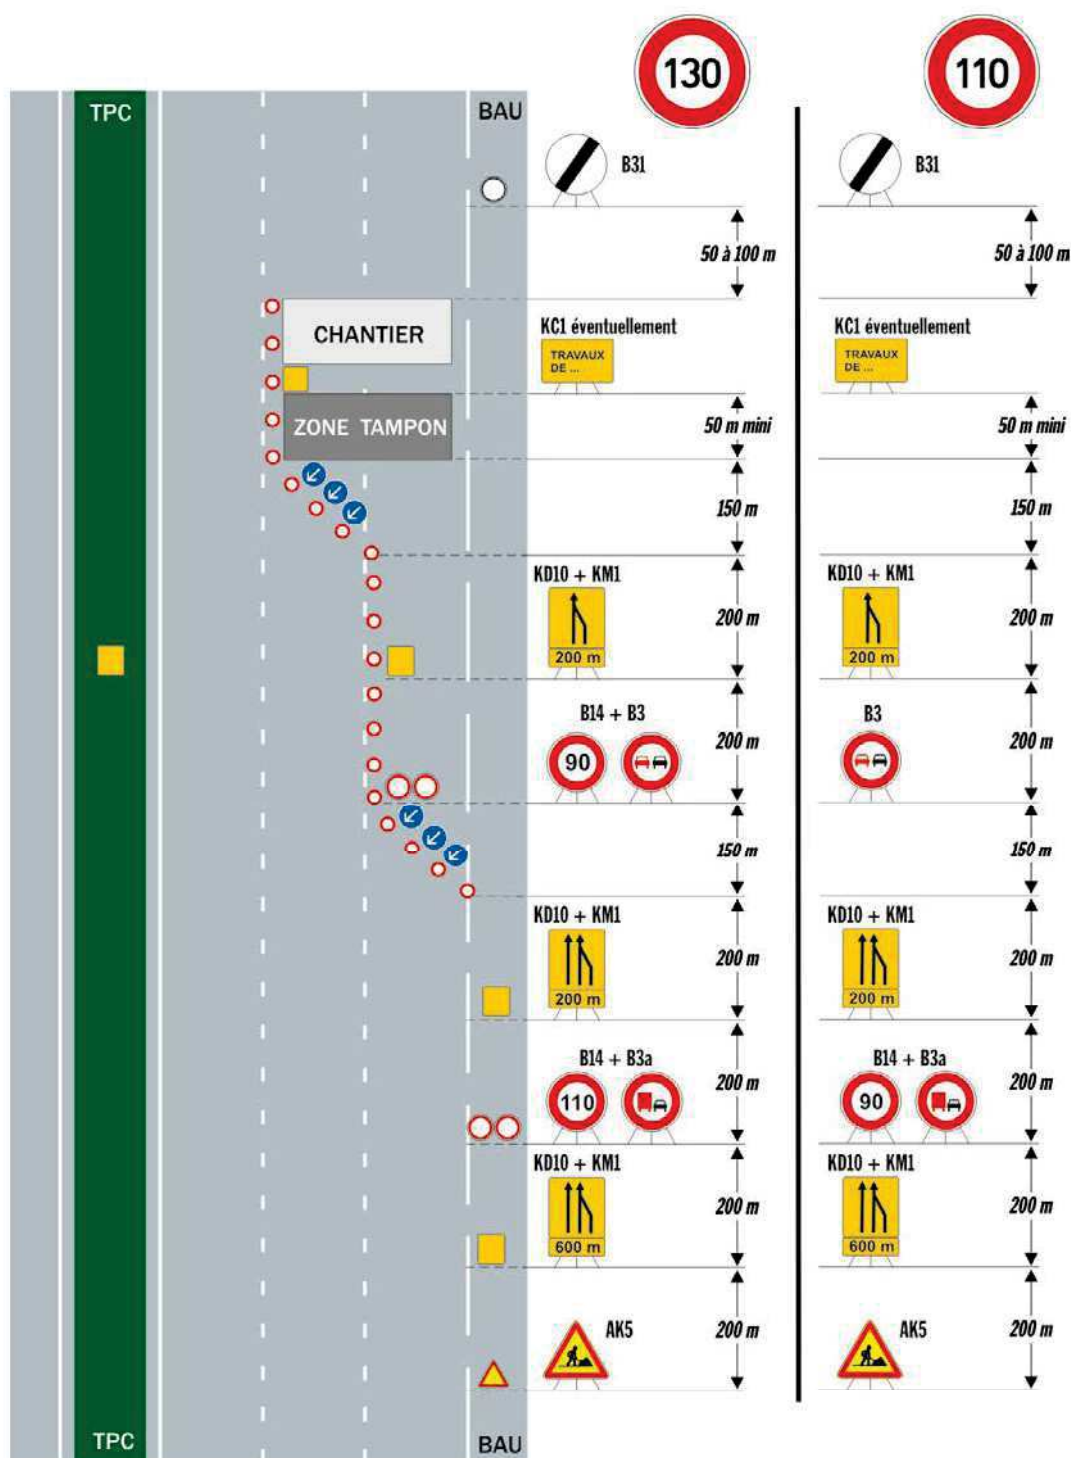 130
110
TPC
BAU
B31
B31
50 à 100 m
50 à 100 m
CHANTIER
KC1 éventuellement
KC1 éventuellement
TRAVAUX
DE ...
TRAVAUX
DE ...
ZONE TAMPON
50 m mini
50 m mini
150 m
150 m
KD10 + KM1
KD10 + KM1
200 m
200 m
200 m
200 m
B14 + B3
B3
90
200 m
200 m
150 m
150 m
KD10 + KM1
KD10 + KM1
200 m
200 m
200 m
200 m
B14 + B3a
B14 + B3a
110
200 m
90
200 m
KD10 + KM1
KD10 + KM1
200 m
200 m
600 m
600 m
AK5
200 m
AK5
200 m
TPC
BAU